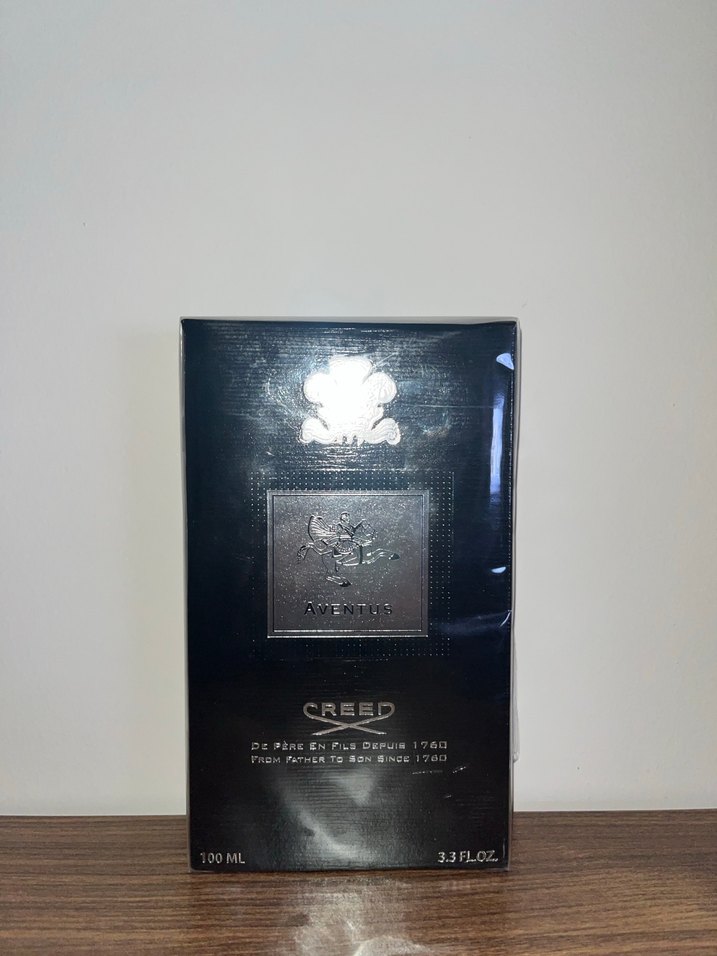 AVENTUS
CREED
DE PÈRE EN FILS DEPUIS 1760
FROM FATHER TO SON SINCE 1760
100 ML 3.3 FL.OZ.